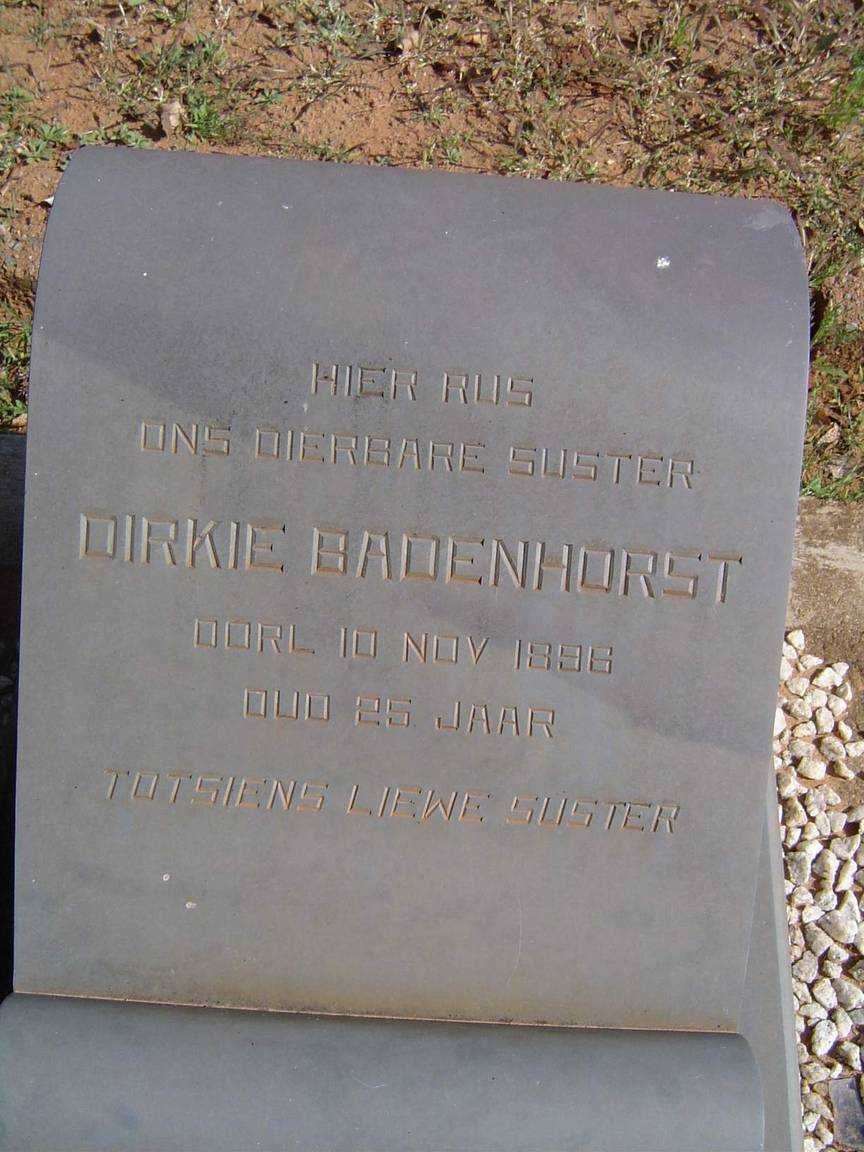 HIER RUS
ONS DIERBARE SUSTER
DIRKIE BADENHORST
OORL 10 NOV 1896
OUD 25 JAAR
TOTSIENS LIEWE SUSTER